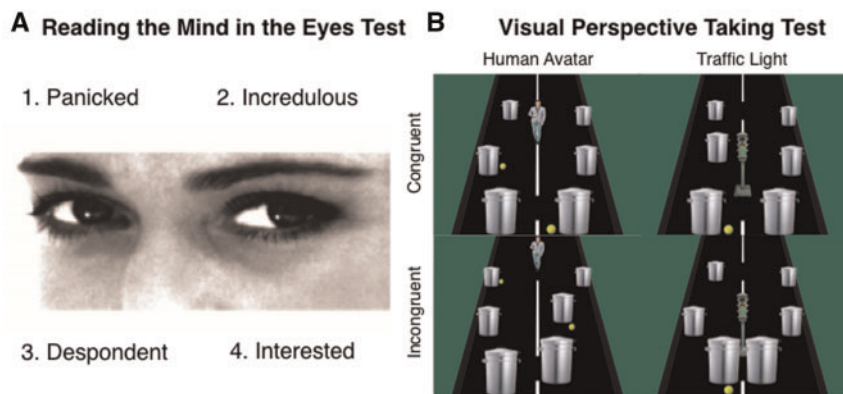 A Reading the Mind in the Eyes Test
1. Panicked
2. Incredulous
3. Despondent
4. Interested
B Visual Perspective Taking Test
Human Avatar
Traffic Light
Congruent
Incongruent